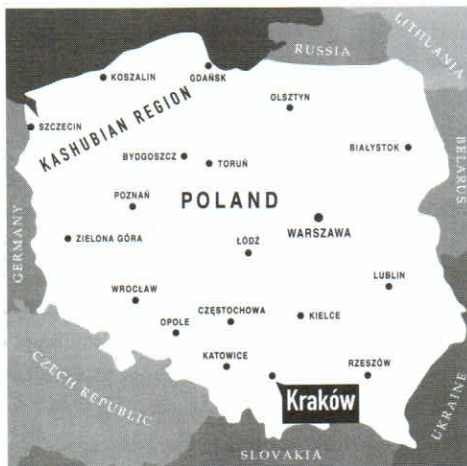 LITHUANIA
RUSSIA
KOSZALIN
GDAŃSK
OLSZTYN
SZCZECIN
KASHUBIAN REGION
BYDGOSZCZ
TORUŃ
BIAŁYSTOK
BELARUS
POZNAŃ
POLAND
WARSZAWA
GERMANY
ZIELONA GÓRA
ŁÓDŹ
LUBLIN
WROCŁAW
CZĘSTOCHOWA
KIELCE
OPOLE
KATOWICE
RZESZÓW
CZECH REPUBLIC
Kraków
UKRAINE
SLOVAKIA